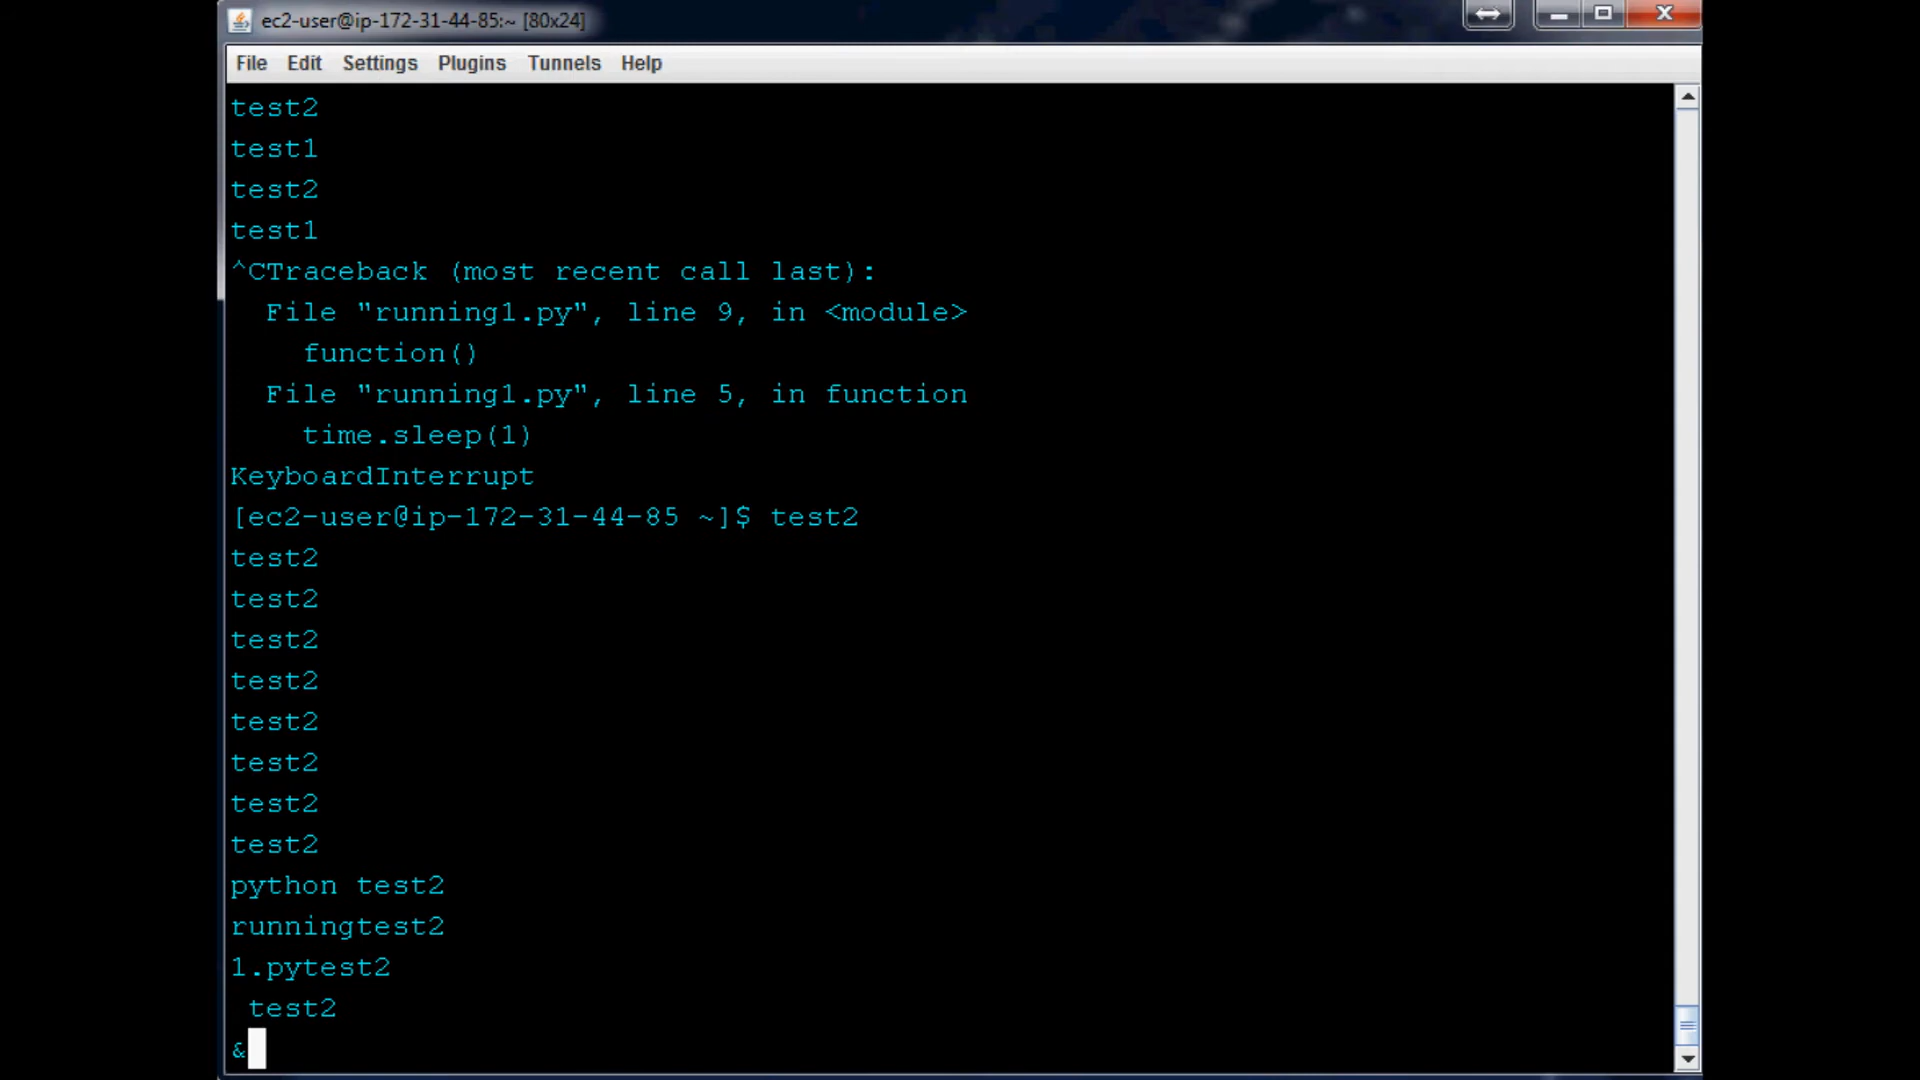 ec2-user@ip-172-31-44-85:~ [80x24]
File Edit Settings Plugins Tunnels Help
test2
test1
test2
test1
^CTraceback (most recent call last):
  File "running1.py", line 9, in <module>
    function()
  File "running1.py", line 5, in function
    time.sleep(1)
KeyboardInterrupt
[ec2-user@ip-172-31-44-85 ~]$ test2
test2
test2
test2
test2
test2
test2
test2
test2
python test2
runningtest2
1.pytest2
 test2
&